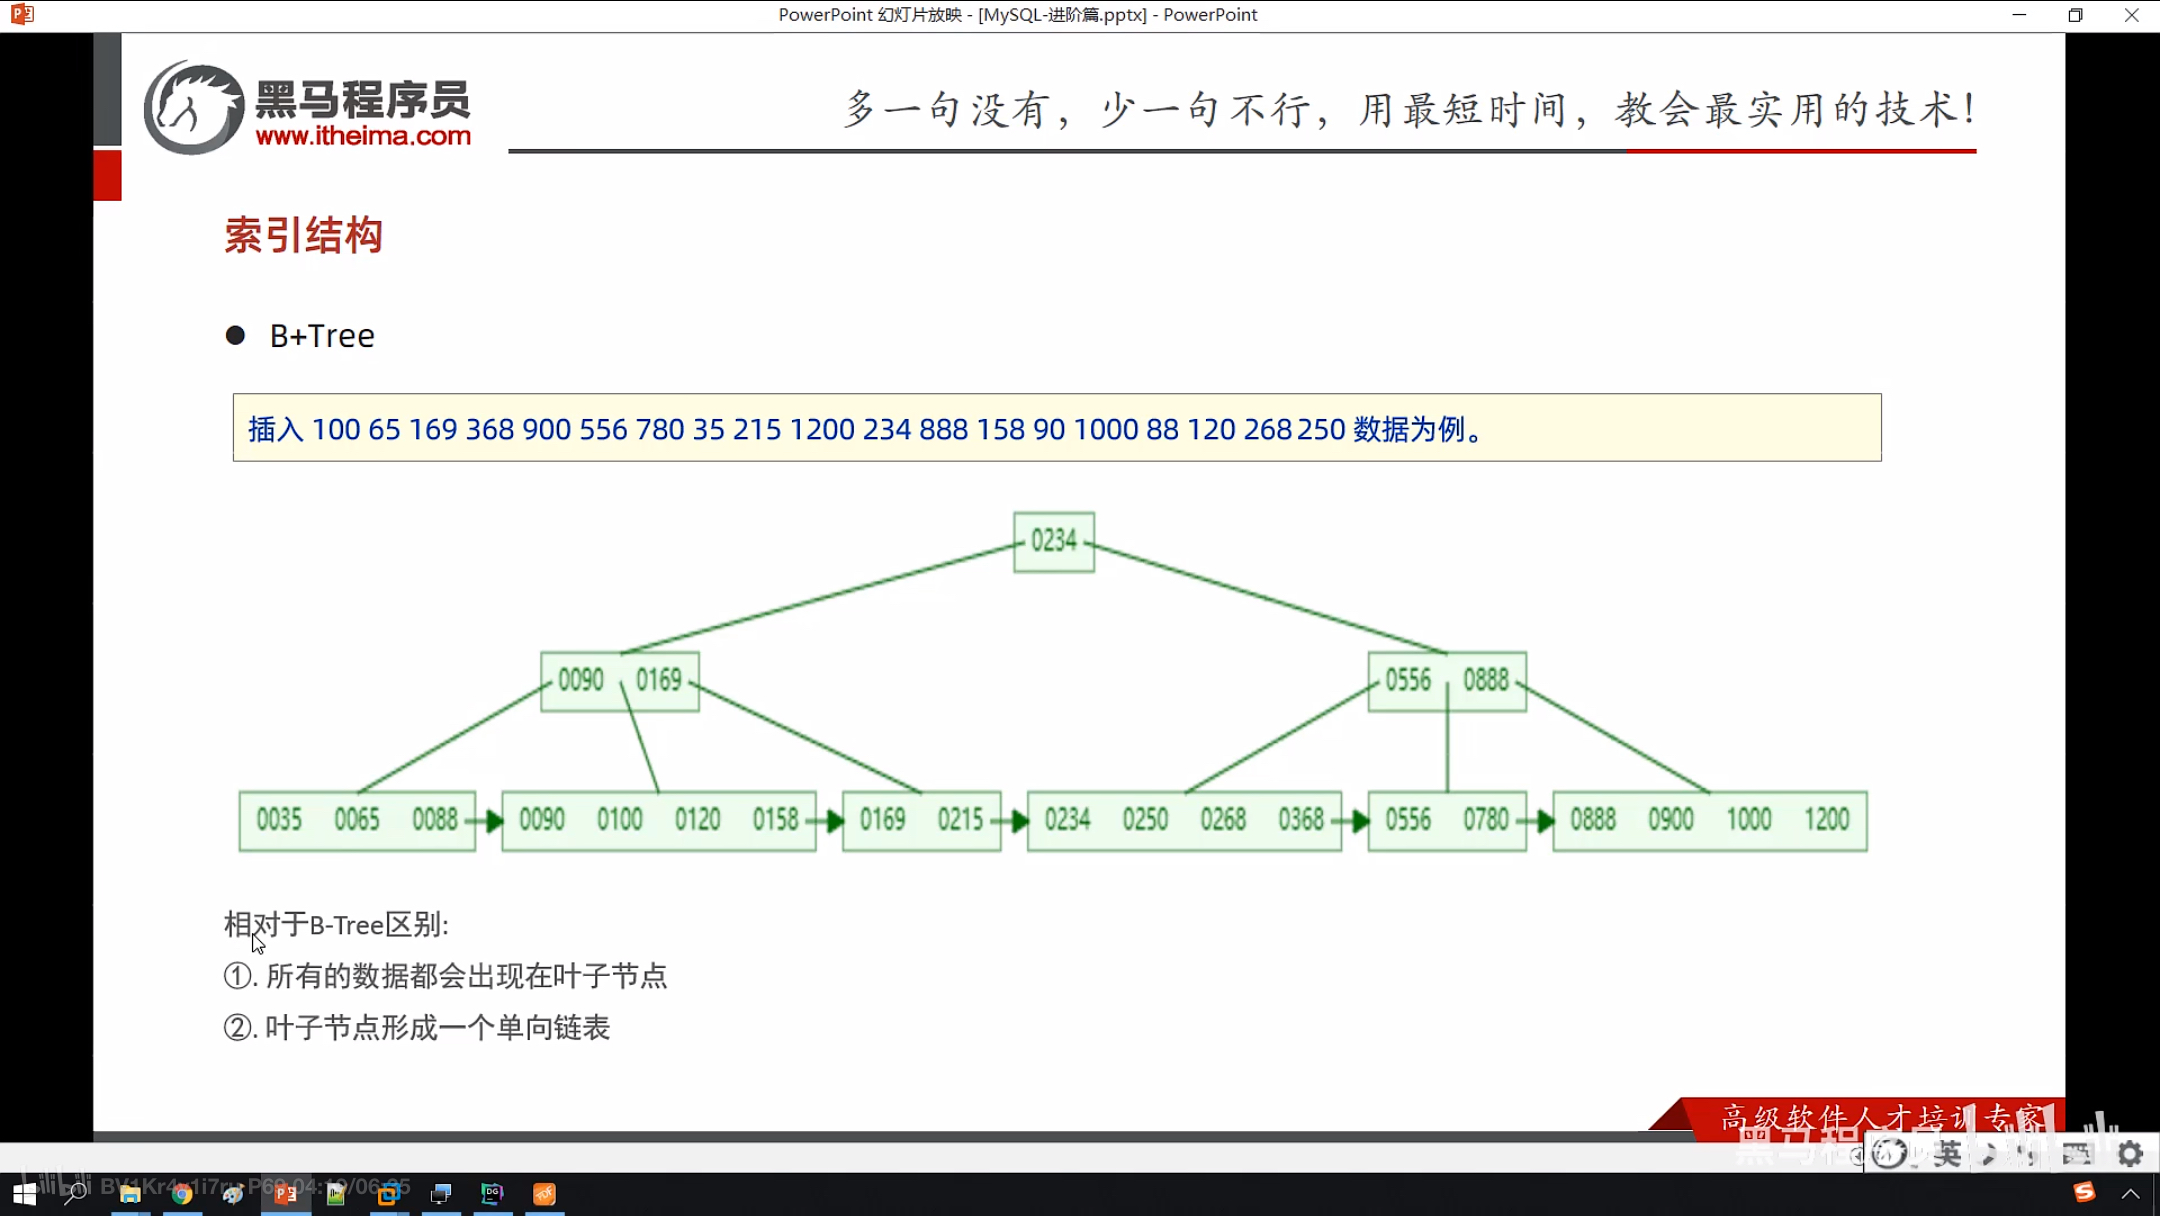 PowerPoint 幻灯片放映 - [MySQL-进阶篇.pptx] - PowerPoint
黑马程序员
www.itheima.com
多一句没有，少一句不行，用最短时间，教会最实用的技术！
索引结构
B+Tree
插入 100 65 169 368 900 556 780 35 215 1200 234 888 158 90 1000 88 120 268 250 数据为例。
0234
0090 0169
0556 0888
0035 0065 0088
0090 0100 0120 0158
0169 0215
0234 0250 0268 0368
0556 0780
0888 0900 1000 1200
相对于B-Tree区别:
①. 所有的数据都会出现在叶子节点
②. 叶子节点形成一个单向链表
高级软件人才培训专家
英